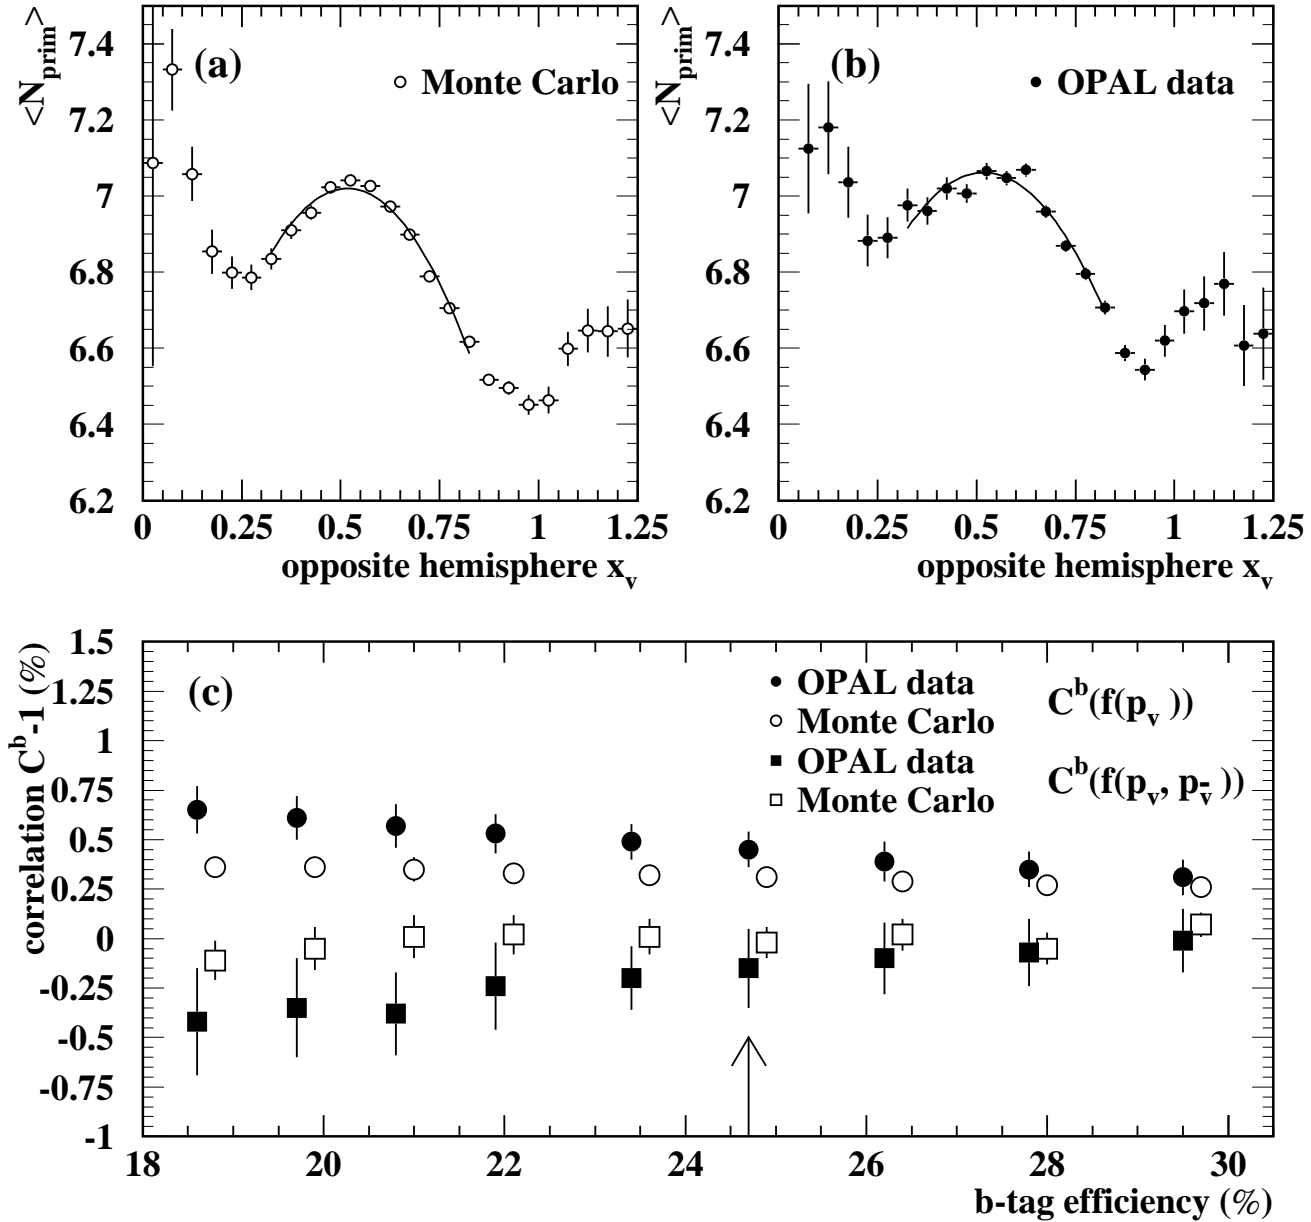 <N_prim>
7.4
7.2
7
6.8
6.6
6.4
6.2
(a)
Monte Carlo
0 0.25 0.5 0.75 1 1.25
opposite hemisphere x_v
<N_prim>
7.4
7.2
7
6.8
6.6
6.4
6.2
(b)
OPAL data
0 0.25 0.5 0.75 1 1.25
opposite hemisphere x_v
correlation C^b-1 (%)
1.5
1.25
1
0.75
0.5
0.25
0
-0.25
-0.5
-0.75
-1
(c)
OPAL data
Monte Carlo
C^b(f(p_v))
OPAL data
Monte Carlo
C^b(f(p_v, p_v̄))
18 20 22 24 26 28 30
b-tag efficiency (%)